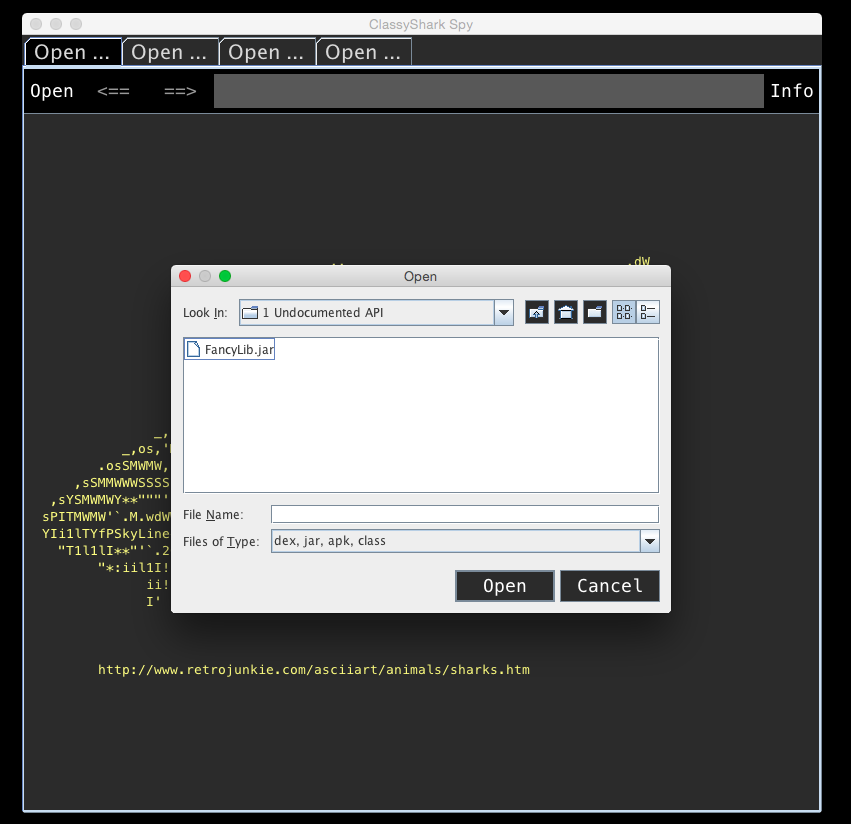 ClassyShark Spy
Open ... Open ... Open ... Open ...
Open <== ==> Info
.dW
Open
Look In: 1 Undocumented API
FancyLib.jar
_,
_,os,'
.osSMWMW,
,sSMMWWWSSSS
,sYSMWMWY**"""'
sPITMWMW'`.M.wdW
YIi1lTYfPSkyLine
"T1l1lI**"'`.2
"*:iil1I!
ii!
I'
File Name:
Files of Type: dex, jar, apk, class
Open Cancel
http://www.retrojunkie.com/asciiart/animals/sharks.htm